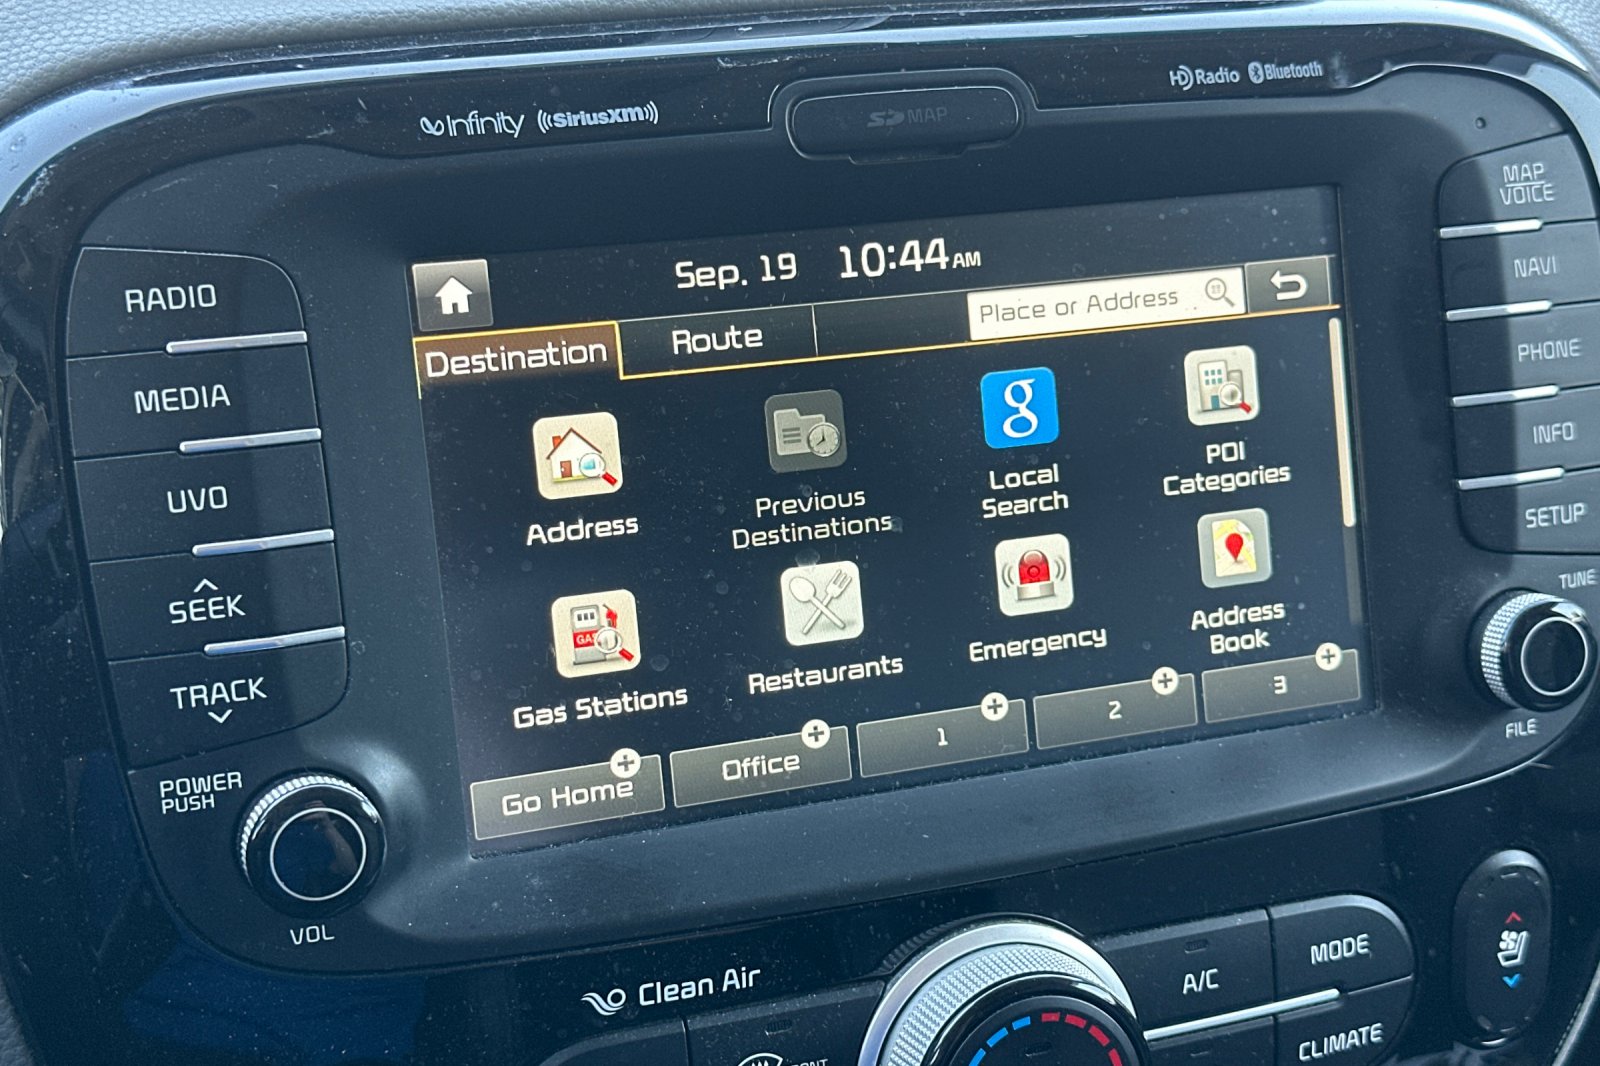 Infinity
SiriusXM
SD MAP
HD Radio
Bluetooth
RADIO
MEDIA
UVO
SEEK
TRACK
POWER
PUSH
VOL
Sep. 19 10:44 AM
Destination
Route
Place or Address
Address
Previous
Destinations
g
Local
Search
POI
Categories
GAS
Gas Stations
Restaurants
Emergency
Address
Book
Go Home
Office
1
2
3
MAP
VOICE
NAVI
PHONE
INFO
SETUP
TUNE
FILE
Clean Air
A/C
MODE
CLIMATE